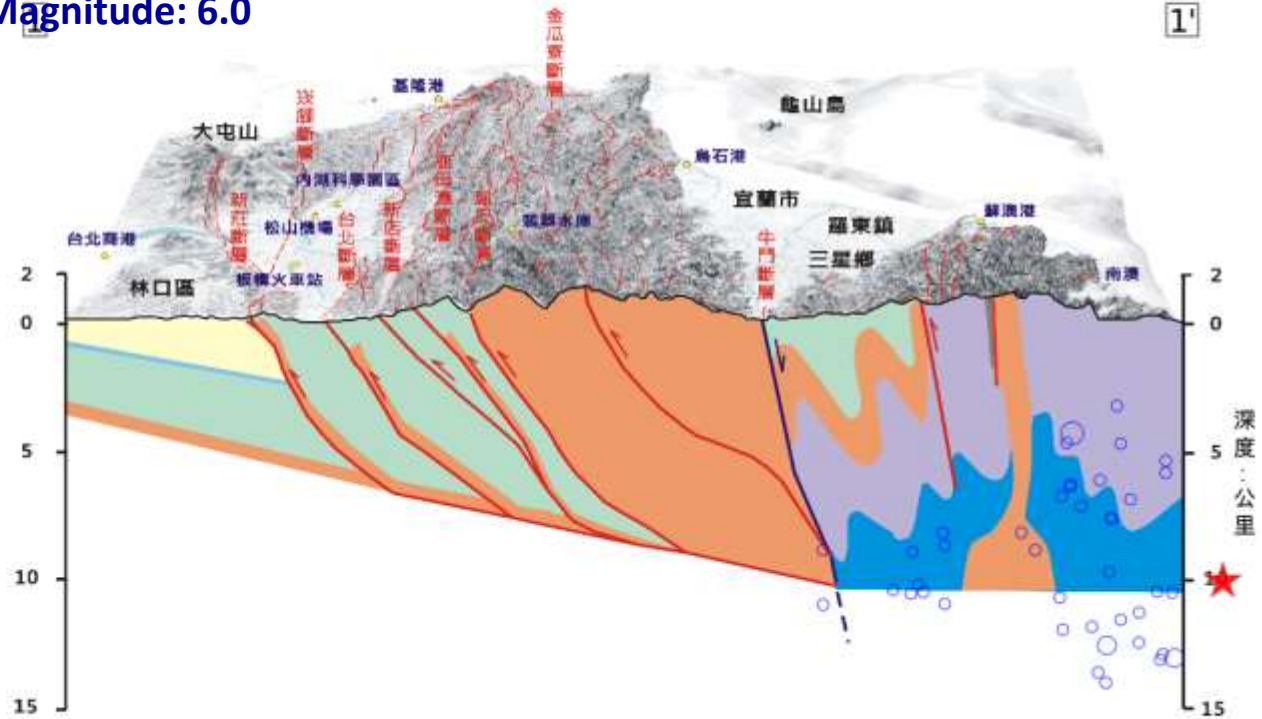 Magnitude: 6.0
1
1'
金瓜寮斷層
基隆港
龜山島
大屯山
烏石港
內湖科學園區
宜蘭市
新莊斷層
松山機場
台北斷層
新店斷層
翡翠水庫
羅東鎮
蘇澳港
台北商港
牛鬥斷層
三星鄉
板橋火車站
林口區
南澳
2
0
5
10
15
2
0
5
15
深度:公里